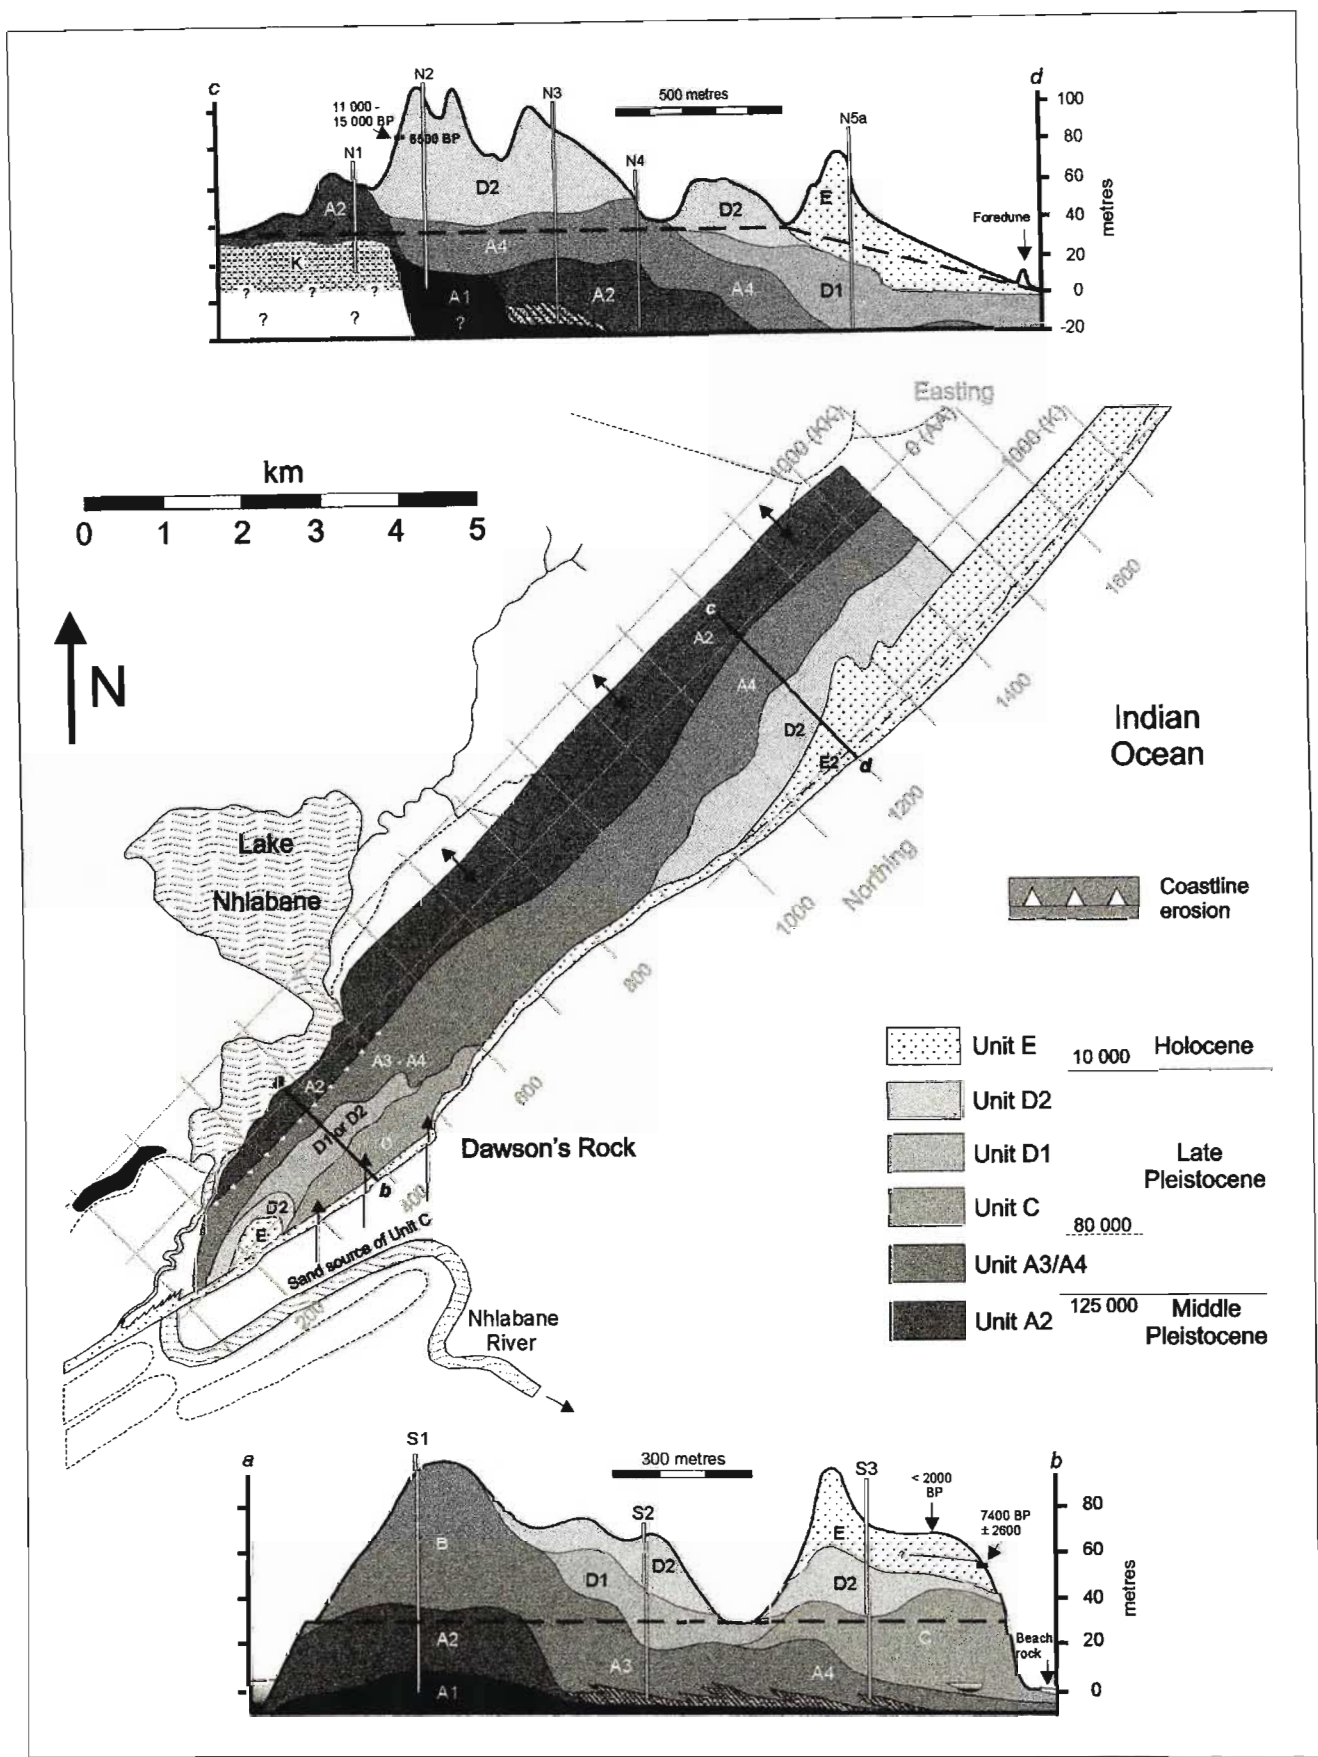 c
d
N2
N3
500 metres
N5a
11 000 -
15 000 BP
6500 BP
N1
N4
100
80
60
40
20
0
-20
metres
A2
D2
D2
E
Foredune
K
A4
A1
A2
A4
D1
? ? ?
? ? ?
Easting
1000 (KK)
0 (AA)
1000 (K)
km
0 1 2 3 4 5
N
c
A2
A4
D2
E2
d
1600
1400
1200
1000
800
600
400
200
Northing
Indian
Ocean
Lake
Nhlabane
Coastline
erosion
A3 - A4
A2
D1 or D2
b
D2
E
Dawson's Rock
Sand source of Unit C
Nhlabane
River
Unit E
10 000
Holocene
Unit D2
Unit D1
Late
Pleistocene
Unit C
80 000
Unit A3/A4
125 000
Unit A2
Middle
Pleistocene
a
b
S1
300 metres
S2
S3
< 2000
BP
7400 BP
± 2600
80
60
40
20
0
metres
B
D1
D2
E
D2
A2
A3
A4
C
A1
Beach
rock